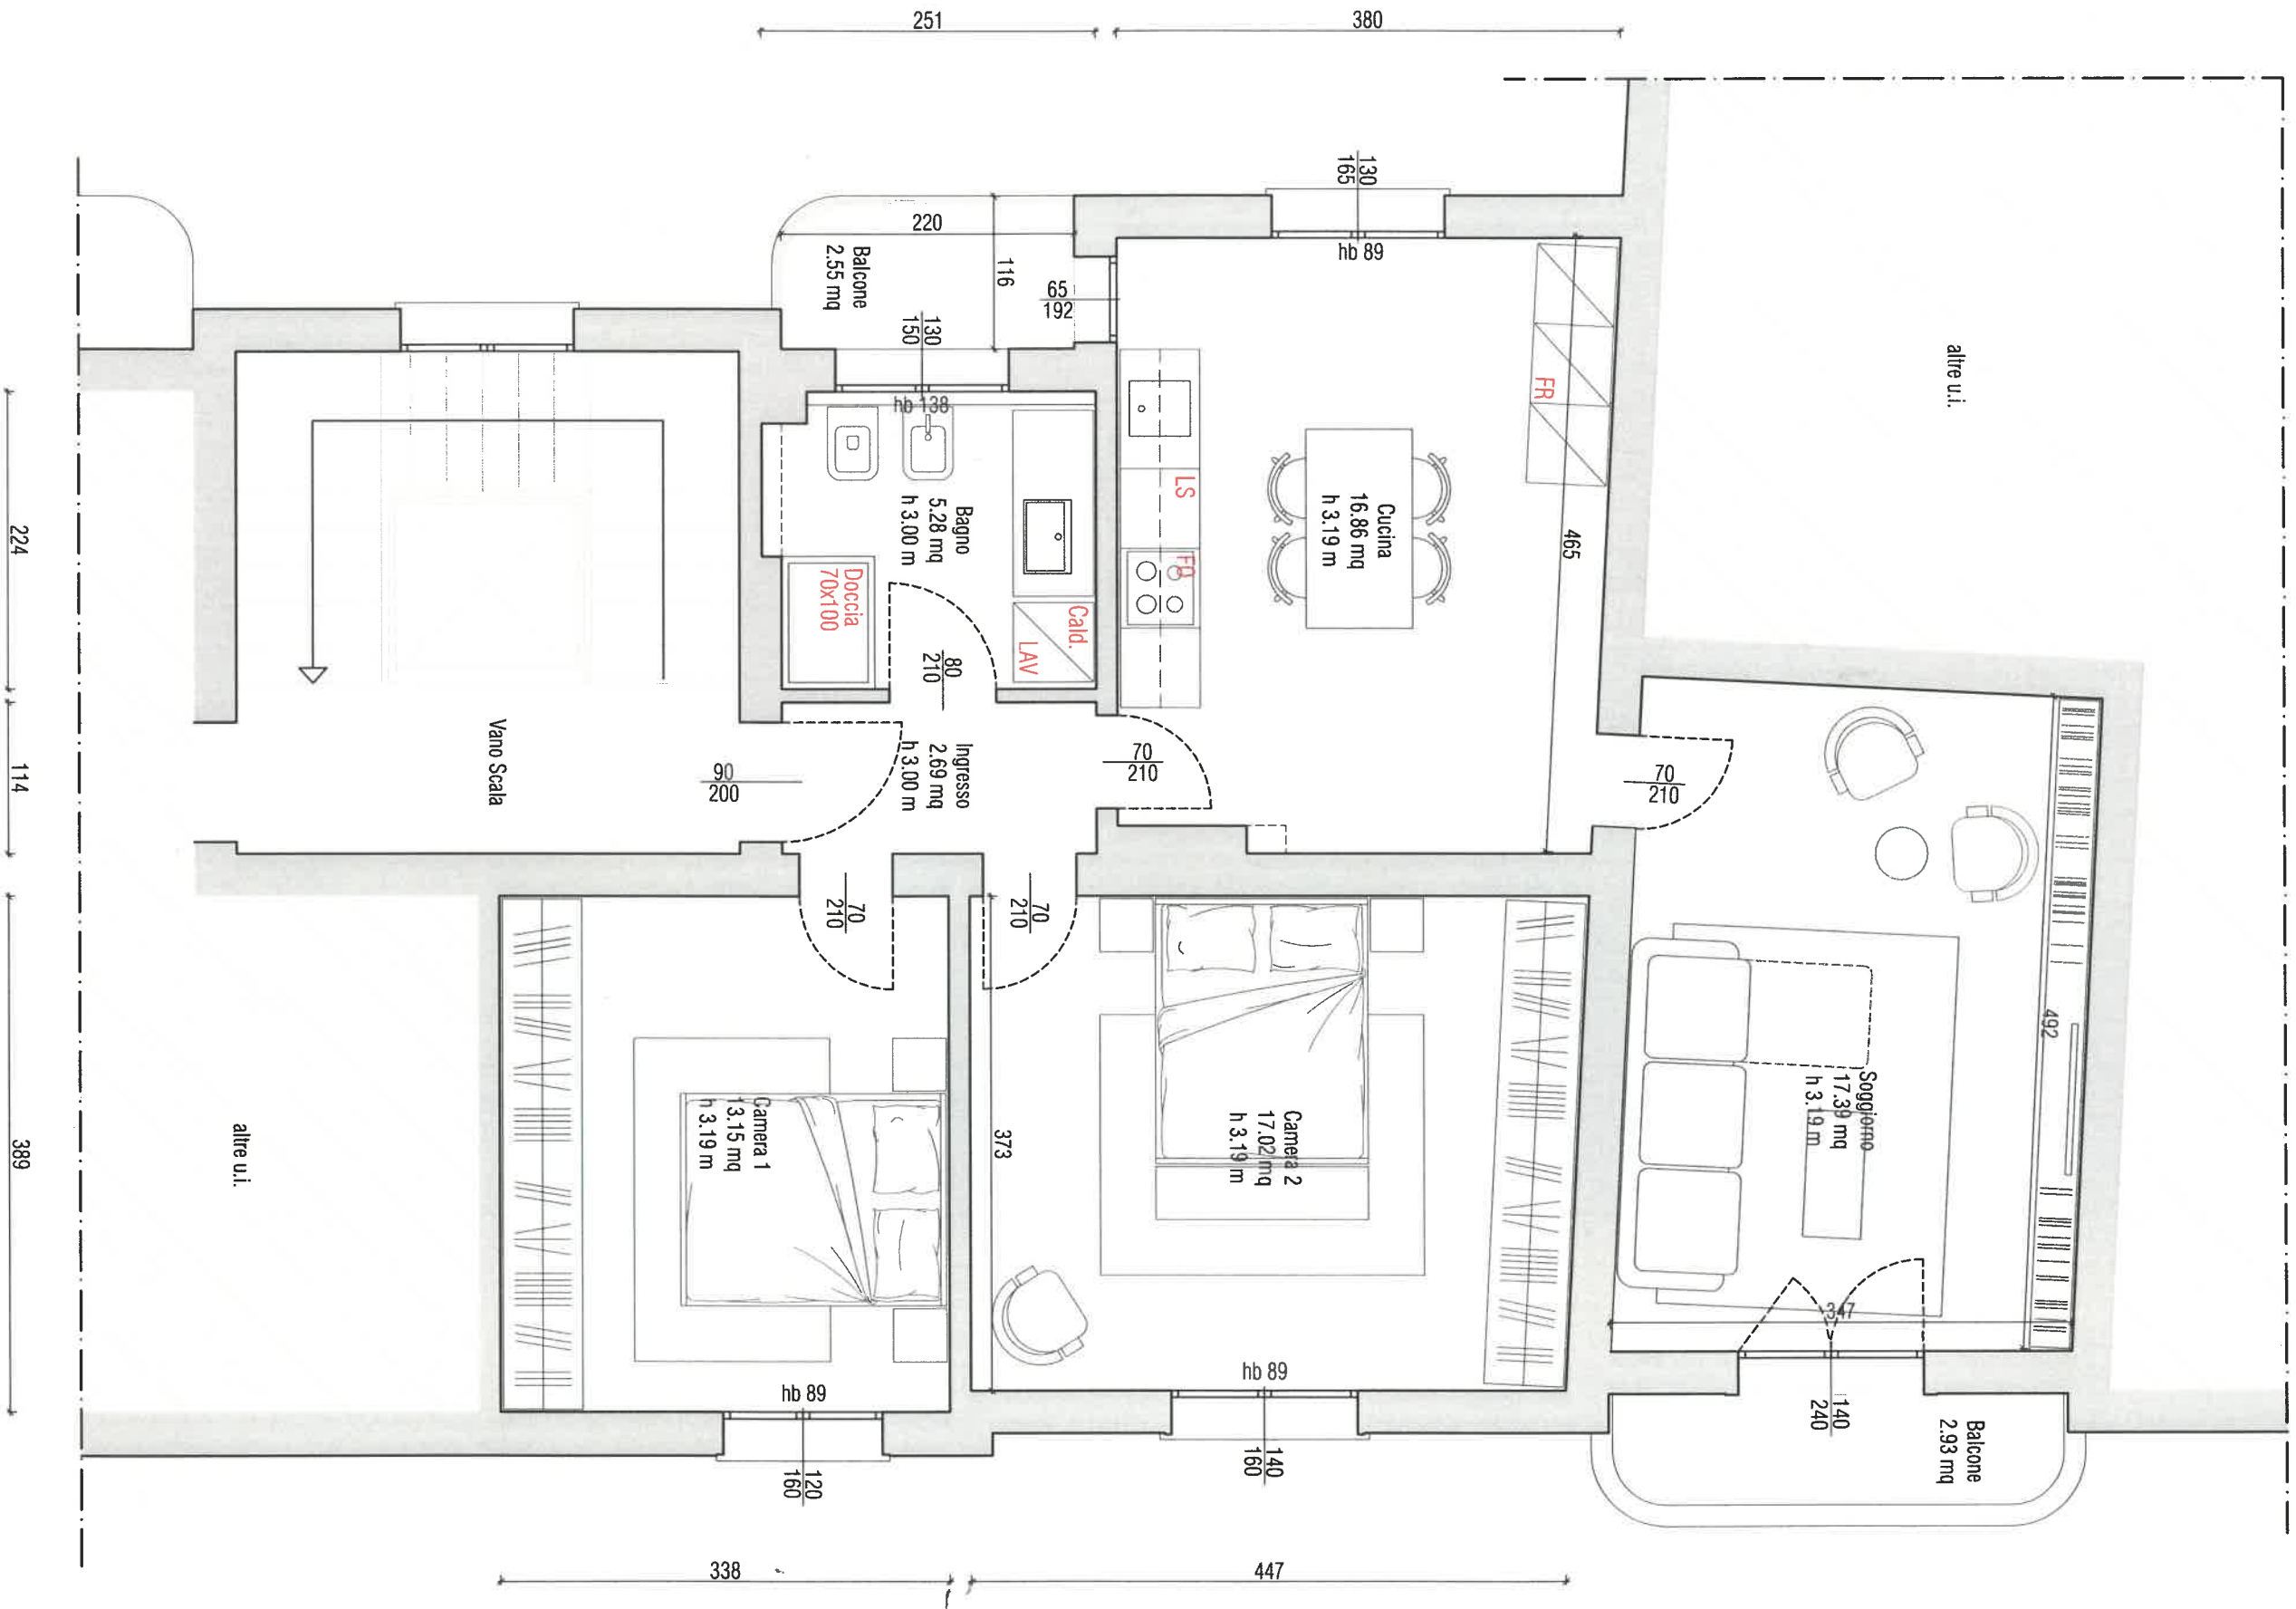 251
380
130
165
hb 89
220
116
Balcone
2.55 mq
65
192
130
150
hb 138
465
FR
altre u.i.
LS
FO
Cucina
16.86 mq
h 3.19 m
Bagno
5.28 mq
h 3.00 m
Doccia
70x100
Cald.
LAV
80
210
224
114
389
Vano Scala
90
200
Ingresso
2.69 mq
h 3.00 m
70
210
70
210
70
210
70
210
492
Soggiorno
17.39 mq
h 3.19 m
Camera 2
17.02 mq
h 3.19 m
Camera 1
13.15 mq
h 3.19 m
373
altre u.i.
347
hb 89
hb 89
140
240
Balcone
2.93 mq
120
160
140
160
338
447